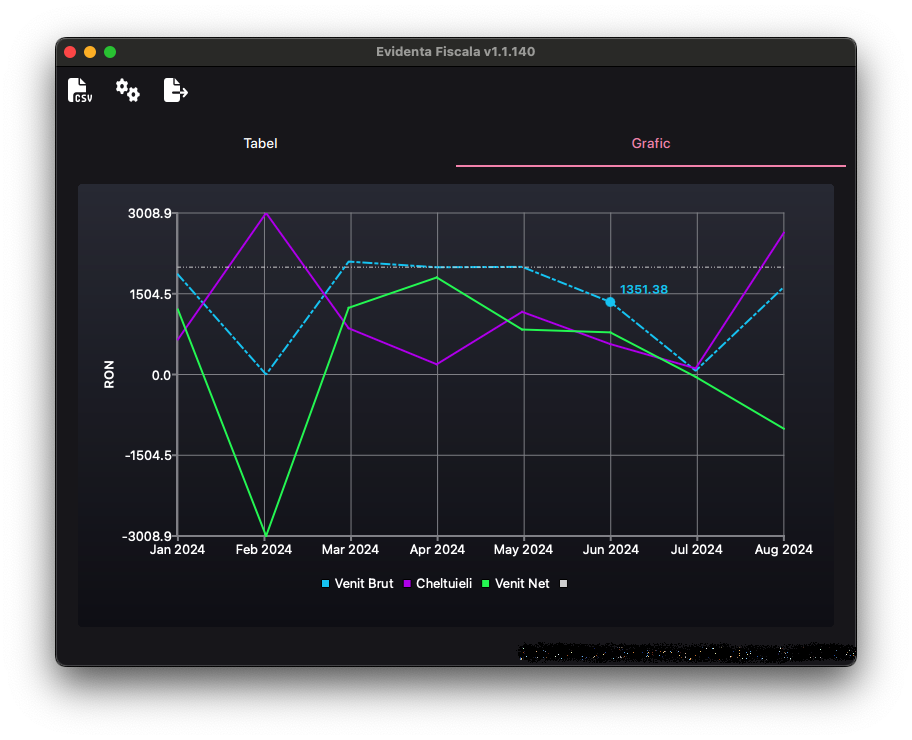 Evidenta Fiscala v1.1.140
CSV
Tabel Grafic
3008.9
1351.38
1504.5
RON
0.0
-1504.5
-3008.9
Jan 2024 Feb 2024 Mar 2024 Apr 2024 May 2024 Jun 2024 Jul 2024 Aug 2024
Venit Brut Cheltuieli Venit Net